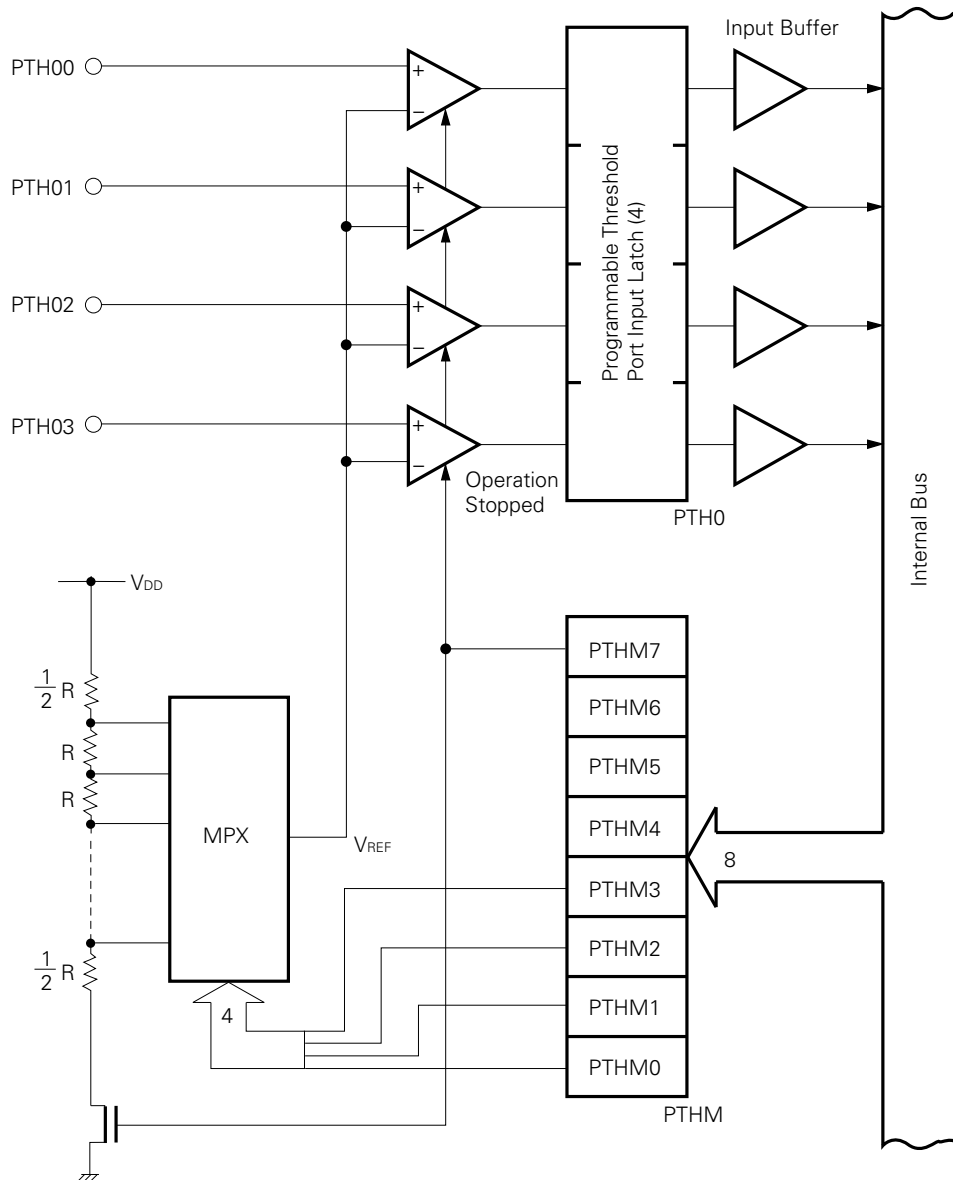 Input Buffer
PTH00
+
−
PTH01
+
−
PTH02
+
−
PTH03
+
−
Programmable Threshold
Port Input Latch (4)
Operation
Stopped
PTH0
Internal Bus
VDD
1/2 R
R
R
1/2 R
MPX
VREF
4
PTHM7
PTHM6
PTHM5
PTHM4
PTHM3
PTHM2
PTHM1
PTHM0
8
PTHM